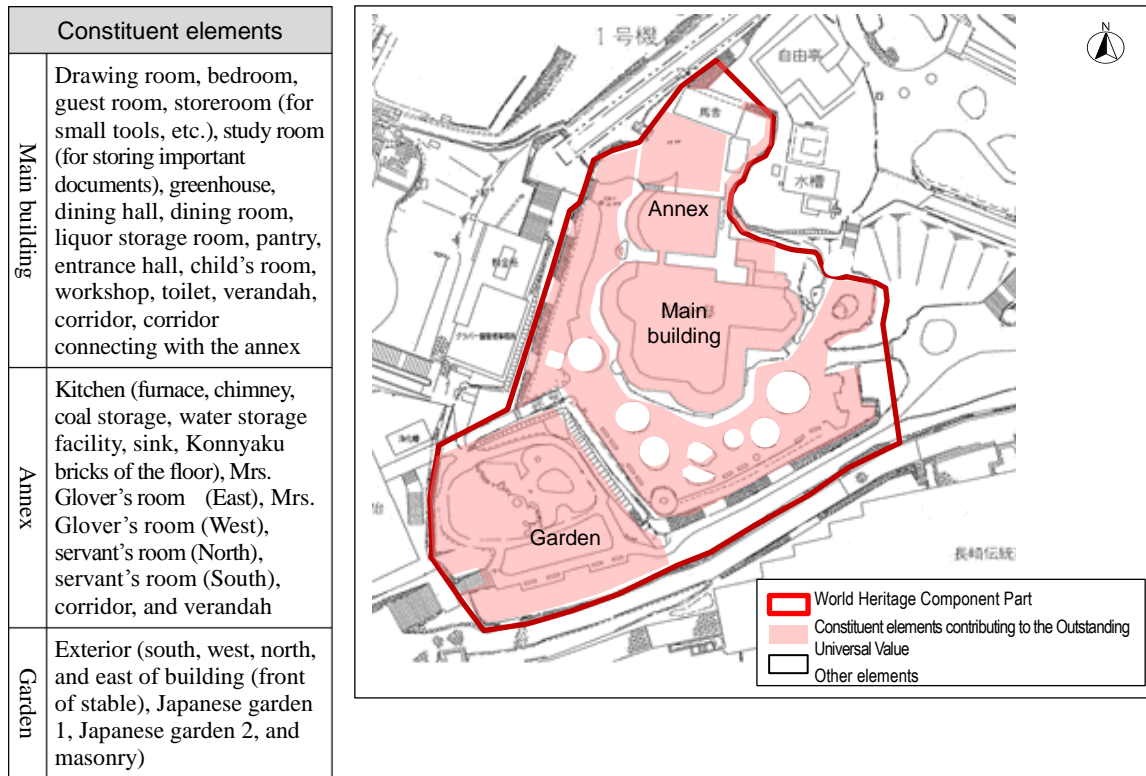 Constituent elements
Main building
Drawing room, bedroom,
guest room, storeroom (for
small tools, etc.), study room
(for storing important
documents), greenhouse,
dining hall, dining room,
liquor storage room, pantry,
entrance hall, child's room,
workshop, toilet, verandah,
corridor, corridor
connecting with the annex
Annex
Kitchen (furnace, chimney,
coal storage, water storage
facility, sink, Konnyaku
bricks of the floor), Mrs.
Glover's room (East), Mrs.
Glover's room (West),
servant's room (North),
servant's room (South),
corridor, and verandah
Garden
Exterior (south, west, north,
and east of building (front
of stable), Japanese garden
1, Japanese garden 2, and
masonry)
1号機
自由亭
N
馬舎
水槽
Annex
Main
building
Garden
長崎伝統
World Heritage Component Part
Constituent elements contributing to the Outstanding
Universal Value
Other elements